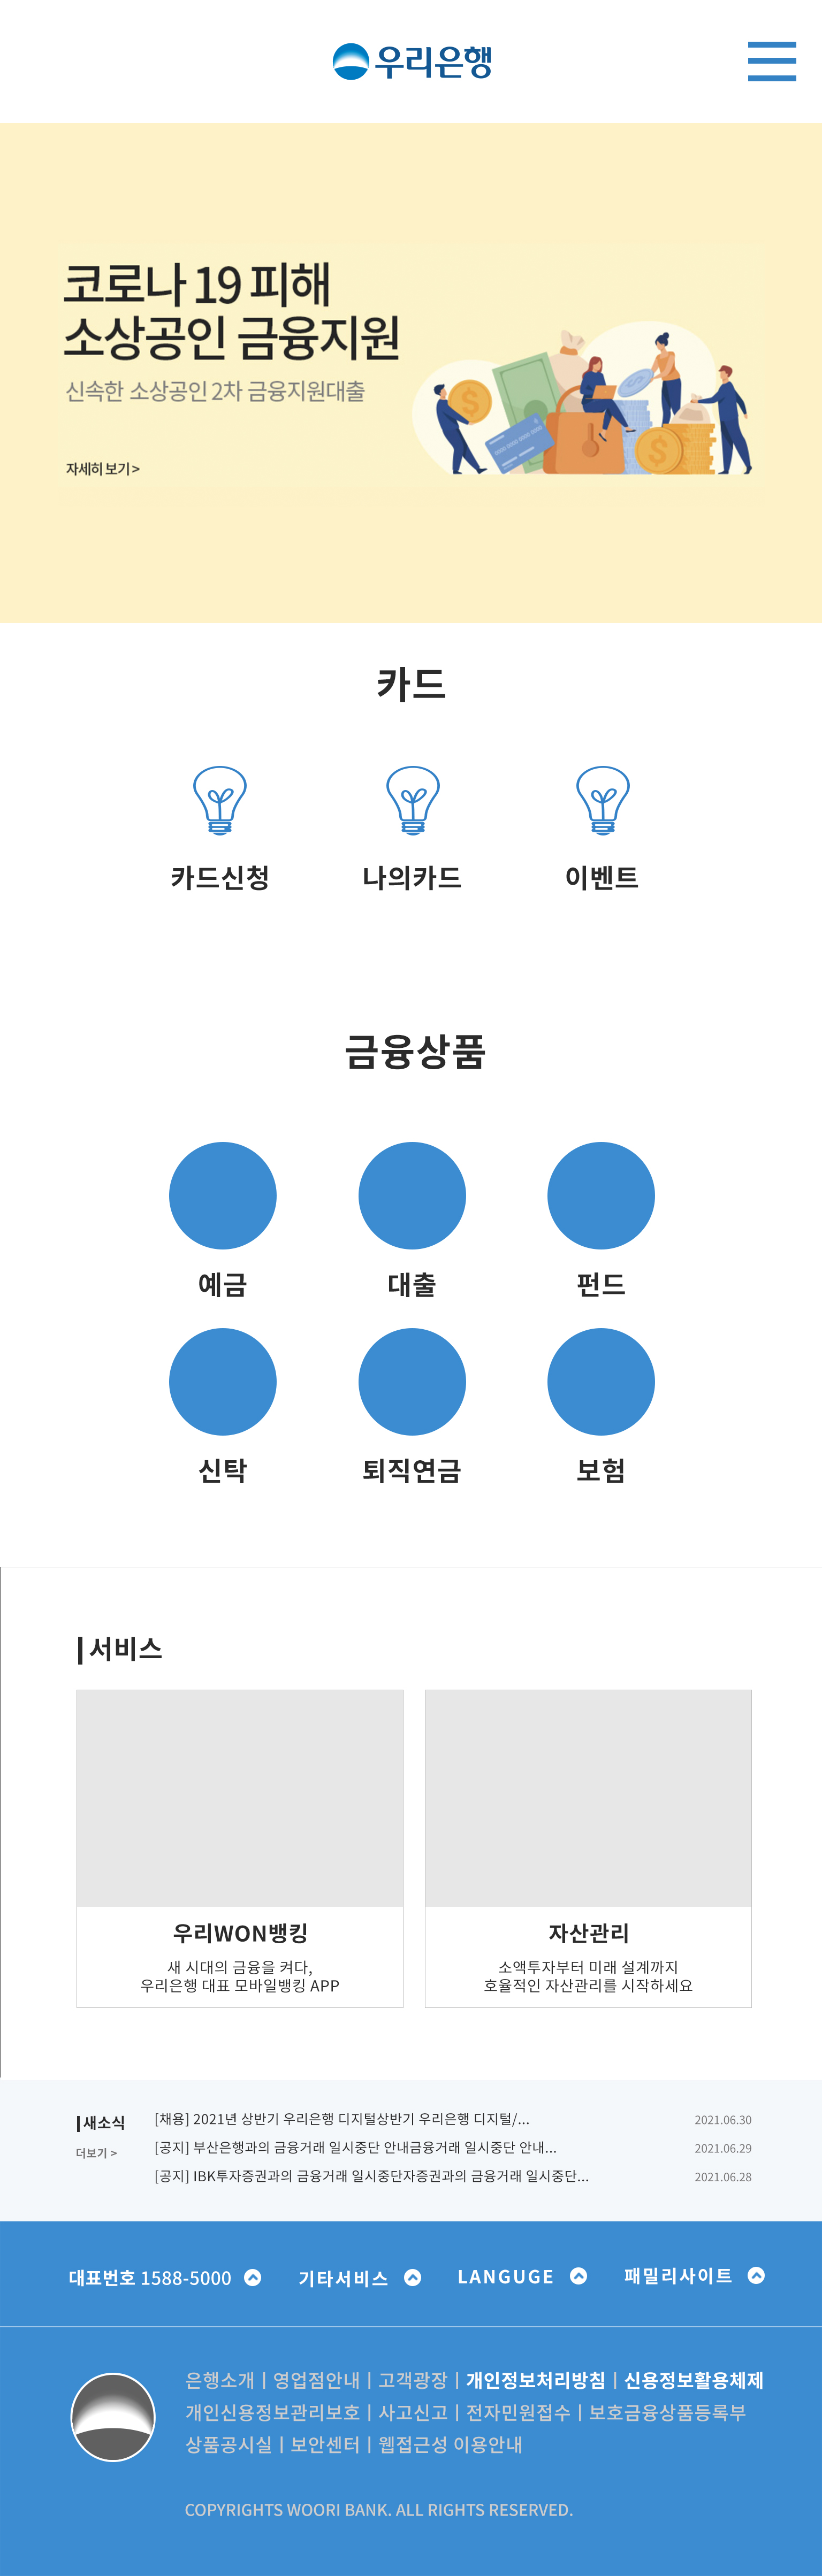 우리은행
코로나 19 피해
소상공인 금융지원
신속한 소상공인 2차 금융지원대출
자세히 보기 >
카드
카드신청 나의카드 이벤트
금융상품
예금 대출 펀드
신탁 퇴직연금 보험
서비스
우리WON뱅킹
새 시대의 금융을 켜다,
우리은행 대표 모바일뱅킹 APP
자산관리
소액투자부터 미래 설계까지
호율적인 자산관리를 시작하세요
새소식
더보기 >
[채용] 2021년 상반기 우리은행 디지털상반기 우리은행 디지털/... 2021.06.30
[공지] 부산은행과의 금융거래 일시중단 안내금융거래 일시중단 안내... 2021.06.29
[공지] IBK투자증권과의 금융거래 일시중단자증권과의 금융거래 일시중단... 2021.06.28
대표번호 1588-5000 기타서비스 LANGUGE 패밀리사이트
은행소개 | 영업점안내 | 고객광장 | 개인정보처리방침 | 신용정보활용체제
개인신용정보관리보호 | 사고신고 | 전자민원접수 | 보호금융상품등록부
상품공시실 | 보안센터 | 웹접근성 이용안내
COPYRIGHTS WOORI BANK. ALL RIGHTS RESERVED.